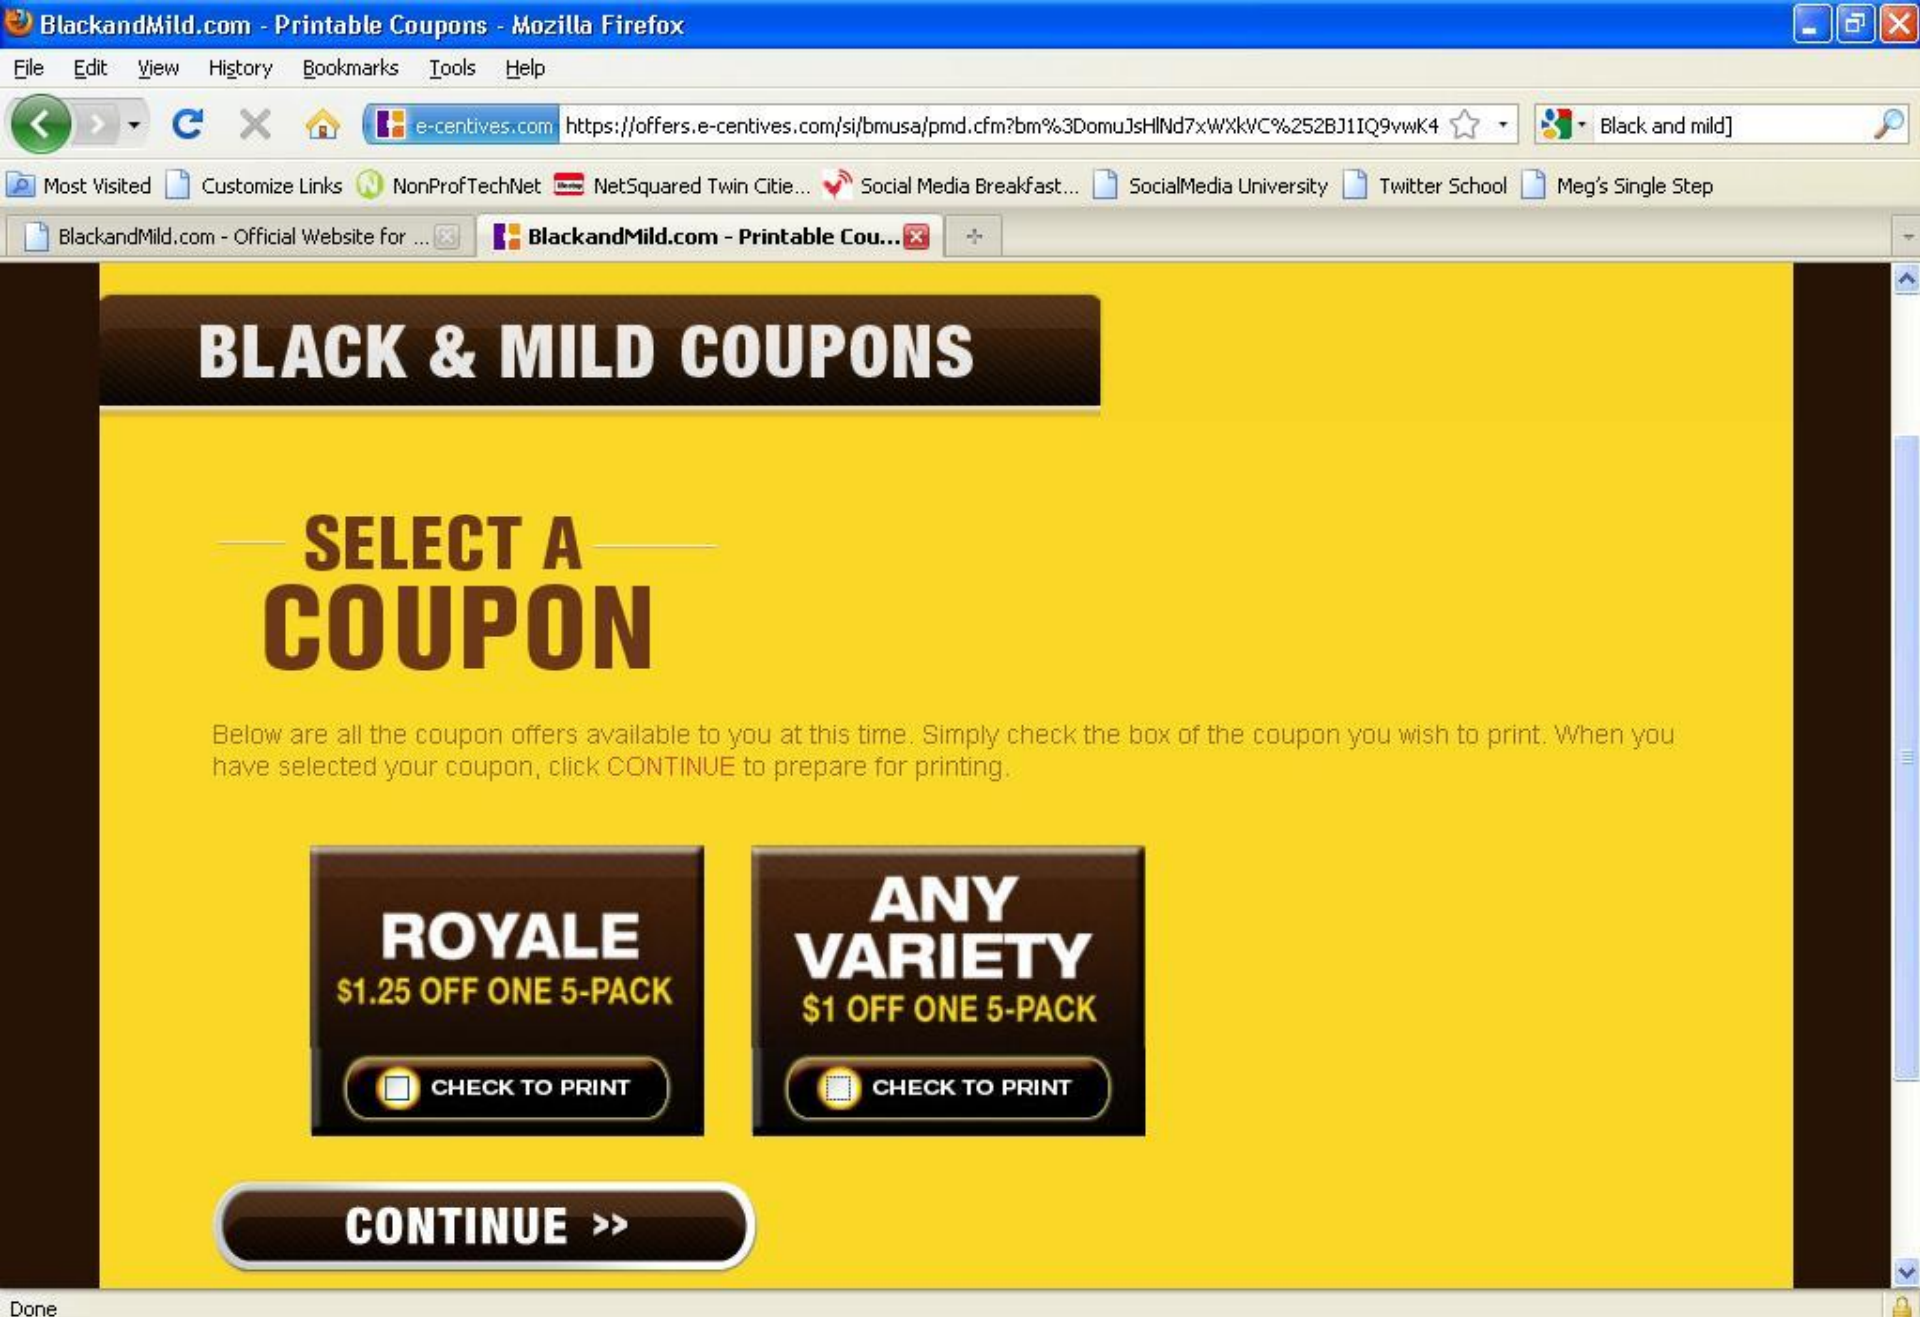 BlackandMild.com - Printable Coupons - Mozilla Firefox
File Edit View History Bookmarks Tools Help
e-centives.com https://offers.e-centives.com/si/bmusa/pmd.cfm?bm%3DomuJsHlNd7xWXkVC%252BJ1IQ9vwK4 Black and mild]
Most Visited Customize Links NonProfTechNet NetSquared Twin Citie... Social Media Breakfast... SocialMedia University Twitter School Meg's Single Step
BlackandMild.com - Official Website for ... BlackandMild.com - Printable Cou...
BLACK & MILD COUPONS
SELECT A
COUPON
Below are all the coupon offers available to you at this time. Simply check the box of the coupon you wish to print. When you
have selected your coupon, click CONTINUE to prepare for printing.
ROYALE
$1.25 OFF ONE 5-PACK
CHECK TO PRINT
ANY
VARIETY
$1 OFF ONE 5-PACK
CHECK TO PRINT
CONTINUE >>
Done